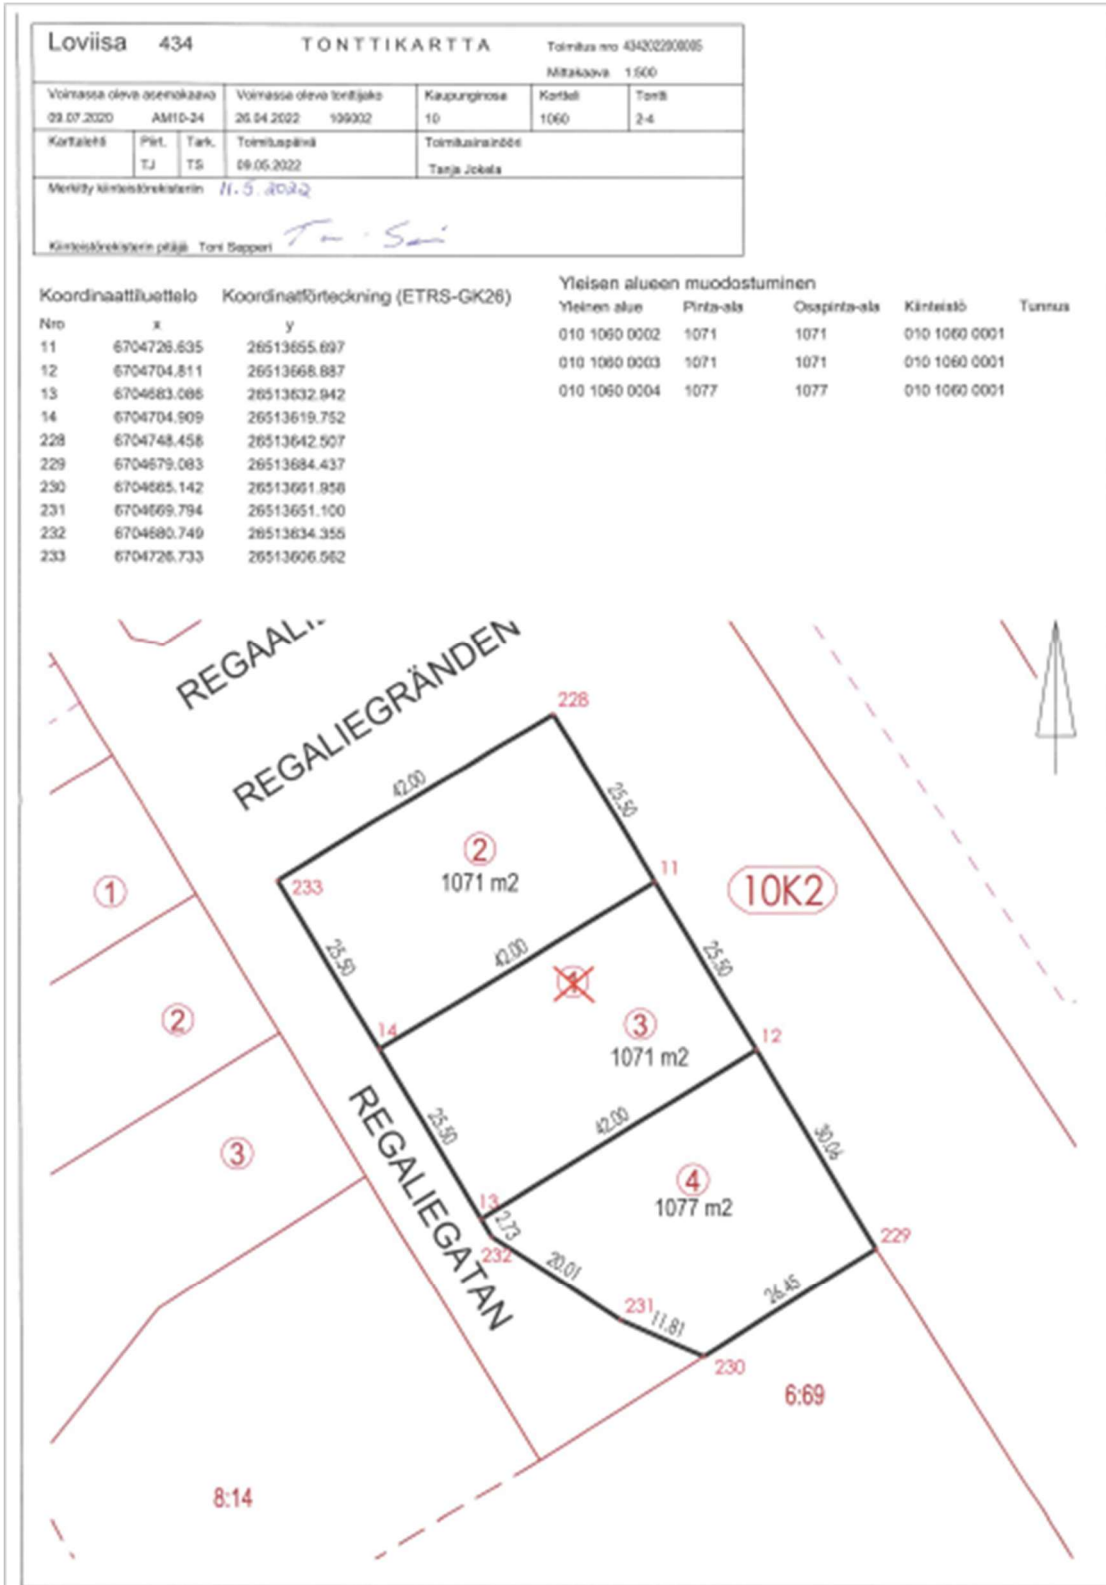 Loviisa 434 TONTTIKARTTA Toimitus nro 4342022000005
Mittakaava 1:500
Voimassa oleva asemakaava Voimassa oleva tonttijako Kaupunginosa Kortteli Tontti
09.07.2020 AM10-24 26.04.2022 106002 10 1060 2-4
Karttalehti Piirt. Tark. Toimituspäivä Toimitusinsinööri
TJ TS 09.05.2022 Tanja Jokela
Merkitty kiinteistörekisteriin 11.5.2022
Kiinteistörekisterin pitäjä Toni Sepperi
Koordinaattiluettelo Koordinatförteckning (ETRS-GK26)
Nro x y
11 6704726.635 26513655.697
12 6704704.811 26513668.887
13 6704683.086 26513632.942
14 6704704.909 26513619.752
228 6704748.458 26513642.507
229 6704679.083 26513684.437
230 6704665.142 26513661.958
231 6704669.794 26513651.100
232 6704680.749 26513634.355
233 6704726.733 26513606.562
Yleisen alueen muodostuminen
Yleinen alue Pinta-ala Osapinta-ala Kiinteistö Tunnus
010 1060 0002 1071 1071 010 1060 0001
010 1060 0003 1071 1071 010 1060 0001
010 1060 0004 1077 1077 010 1060 0001
REGALIEGRÄNDEN
228
42.00
25.50
2
1071 m2
233
11
10K2
1
25.50
42.00
25.50
1
2
3
1071 m2
14
12
REGALIEGATAN
25.50
42.00
30.06
3
4
1077 m2
13
2.73
232
229
20.01
26.45
231
11.81
230
6:69
8:14